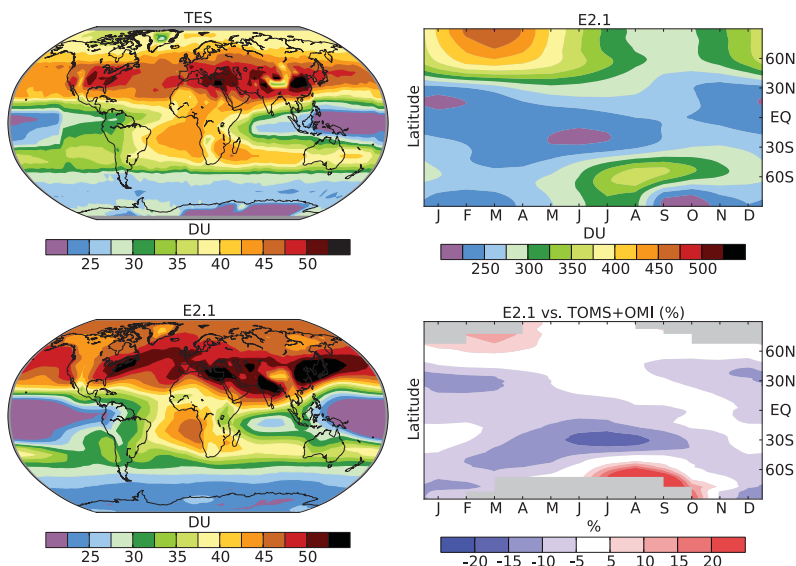 TES
DU
25 30 35 40 45 50
E2.1
Latitude
60N
30N
EQ
30S
60S
J F M A M J J A S O N D
DU
250 300 350 400 450 500
E2.1
DU
25 30 35 40 45 50
E2.1 vs. TOMS+OMI (%)
Latitude
60N
30N
EQ
30S
60S
J F M A M J J A S O N D
%
-20 -15 -10 -5 5 10 15 20